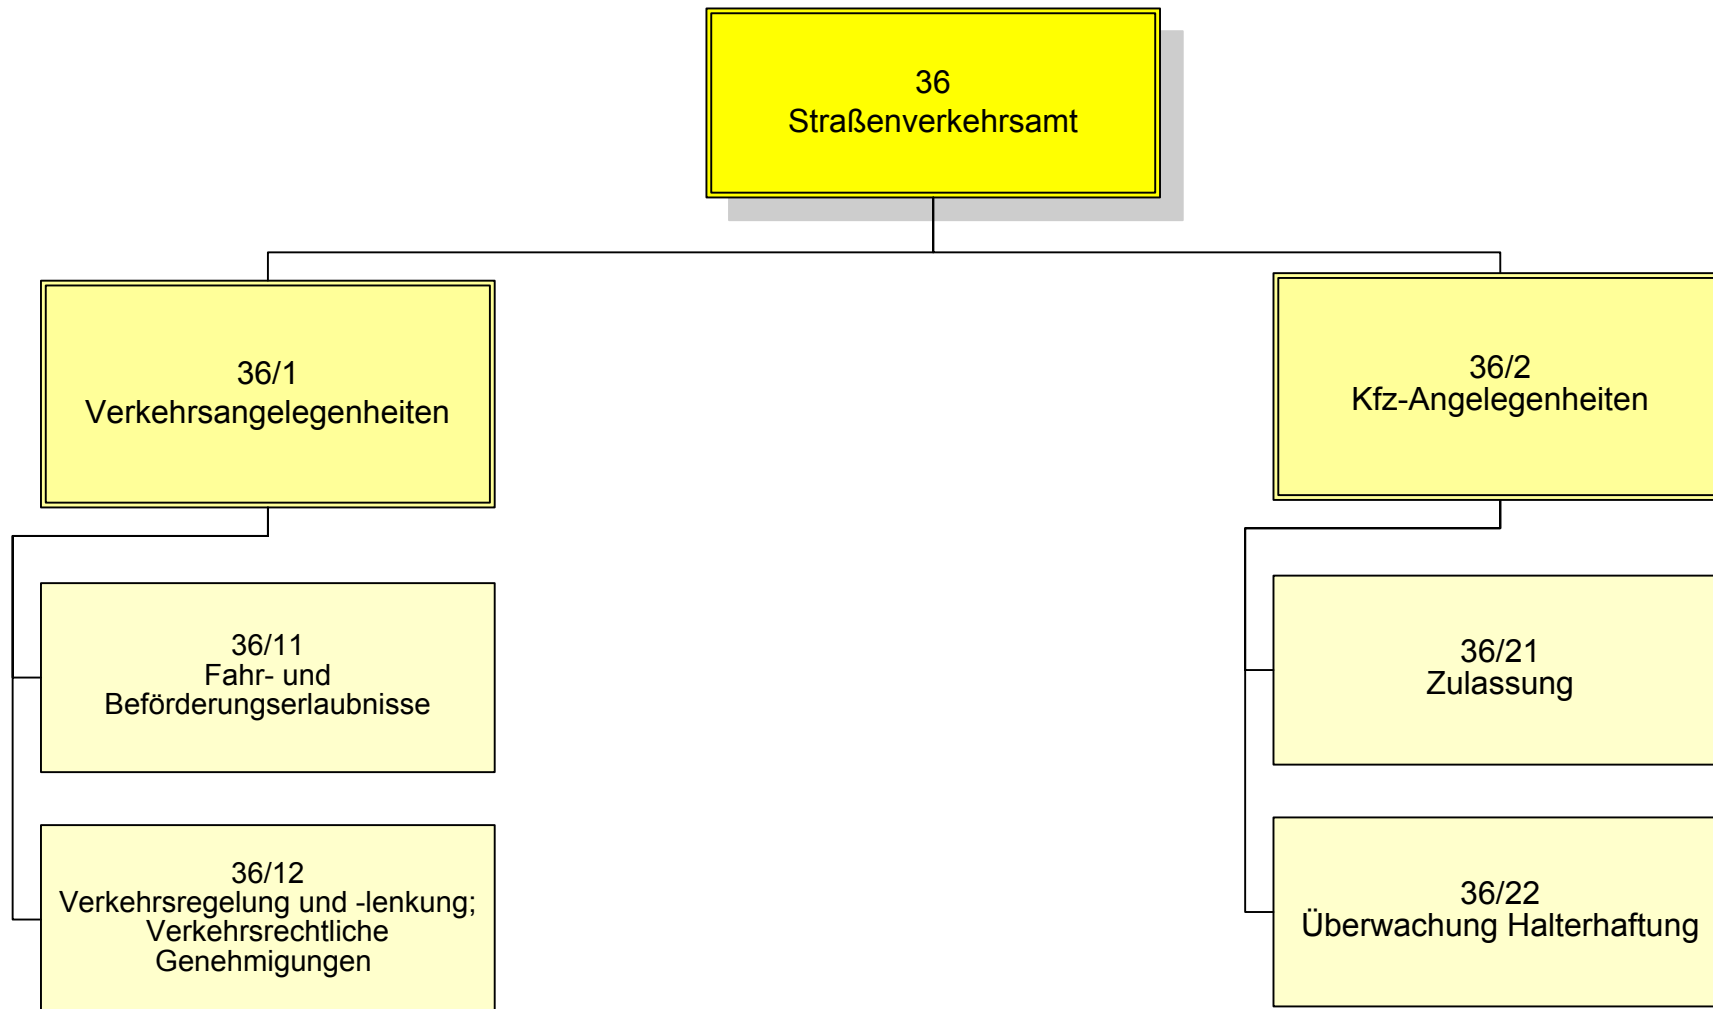 36
Straßenverkehrsamt
36/1
Verkehrsangelegenheiten
36/2
Kfz-Angelegenheiten
36/11
Fahr- und
Beförderungserlaubnisse
36/21
Zulassung
36/12
Verkehrsregelung und -lenkung;
Verkehrsrechtliche
Genehmigungen
36/22
Überwachung Halterhaftung